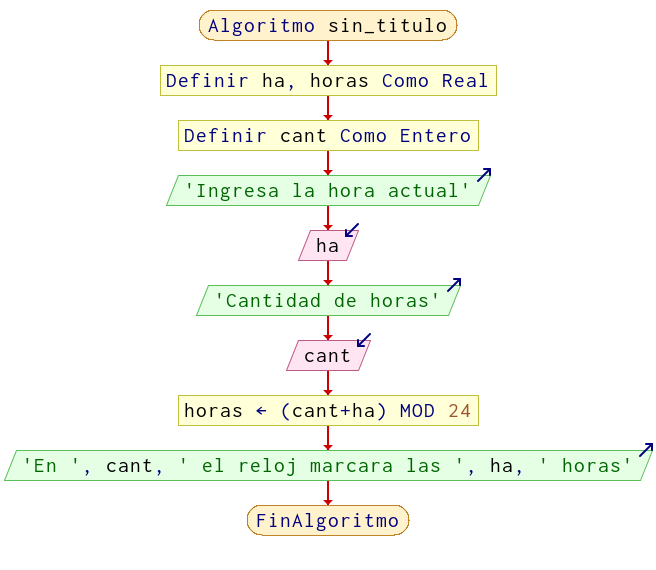 Algoritmo sin_titulo
Definir ha, horas Como Real
Definir cant Como Entero
'Ingresa la hora actual'
ha
'Cantidad de horas'
cant
horas ← (cant+ha) MOD 24
'En ', cant, ' el reloj marcara las ', ha, ' horas'
FinAlgoritmo